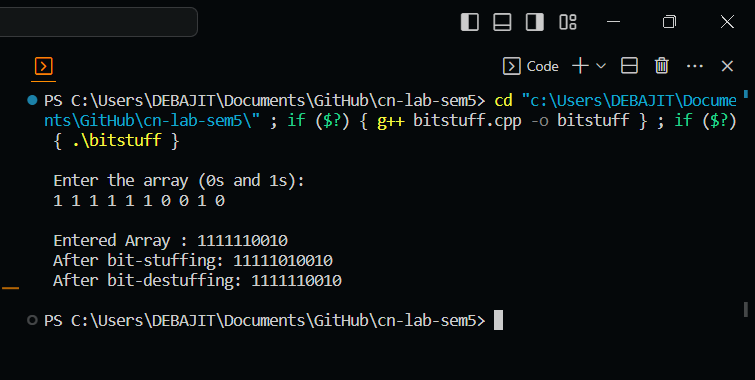 Code
PS C:\Users\DEBAJIT\Documents\GitHub\cn-lab-sem5> cd "c:\Users\DEBAJIT\Docume
nts\GitHub\cn-lab-sem5\" ; if ($?) { g++ bitstuff.cpp -o bitstuff } ; if ($?)
{ .\bitstuff }
Enter the array (0s and 1s):
1 1 1 1 1 1 0 0 1 0
Entered Array : 1111110010
After bit-stuffing: 11111010010
After bit-destuffing: 1111110010
PS C:\Users\DEBAJIT\Documents\GitHub\cn-lab-sem5>